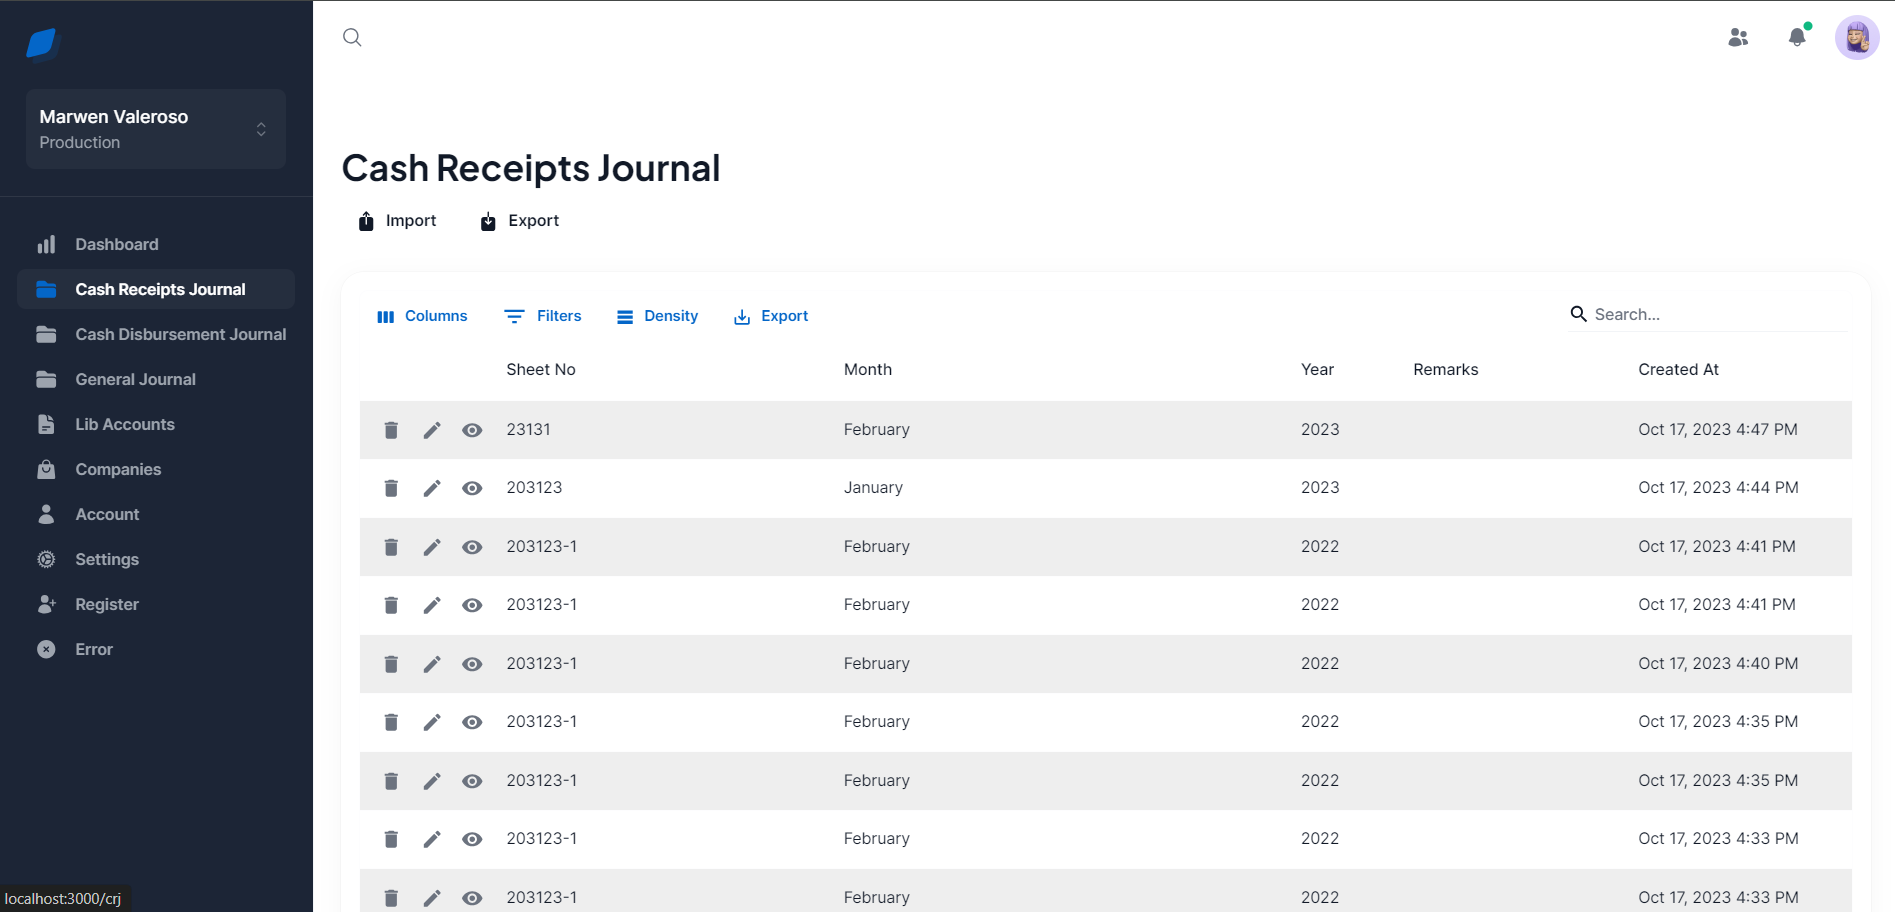 Marwen Valeroso
Production
Dashboard
Cash Receipts Journal
Cash Disbursement Journal
General Journal
Lib Accounts
Companies
Account
Settings
Register
Error
localhost:3000/crj
Cash Receipts Journal
Import Export
Columns Filters Density Export Search...
Sheet No Month Year Remarks Created At
23131 February 2023 Oct 17, 2023 4:47 PM
203123 January 2023 Oct 17, 2023 4:44 PM
203123-1 February 2022 Oct 17, 2023 4:41 PM
203123-1 February 2022 Oct 17, 2023 4:41 PM
203123-1 February 2022 Oct 17, 2023 4:40 PM
203123-1 February 2022 Oct 17, 2023 4:35 PM
203123-1 February 2022 Oct 17, 2023 4:35 PM
203123-1 February 2022 Oct 17, 2023 4:33 PM
203123-1 February 2022 Oct 17, 2023 4:33 PM